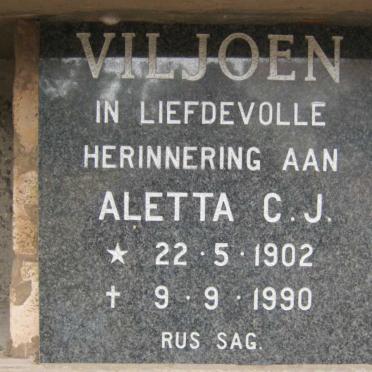 VILJOEN
IN LIEFDEVOLLE
HERINNERING AAN
ALETTA C.J.
★ 22·5·1902
† 9·9·1990
RUS SAG.